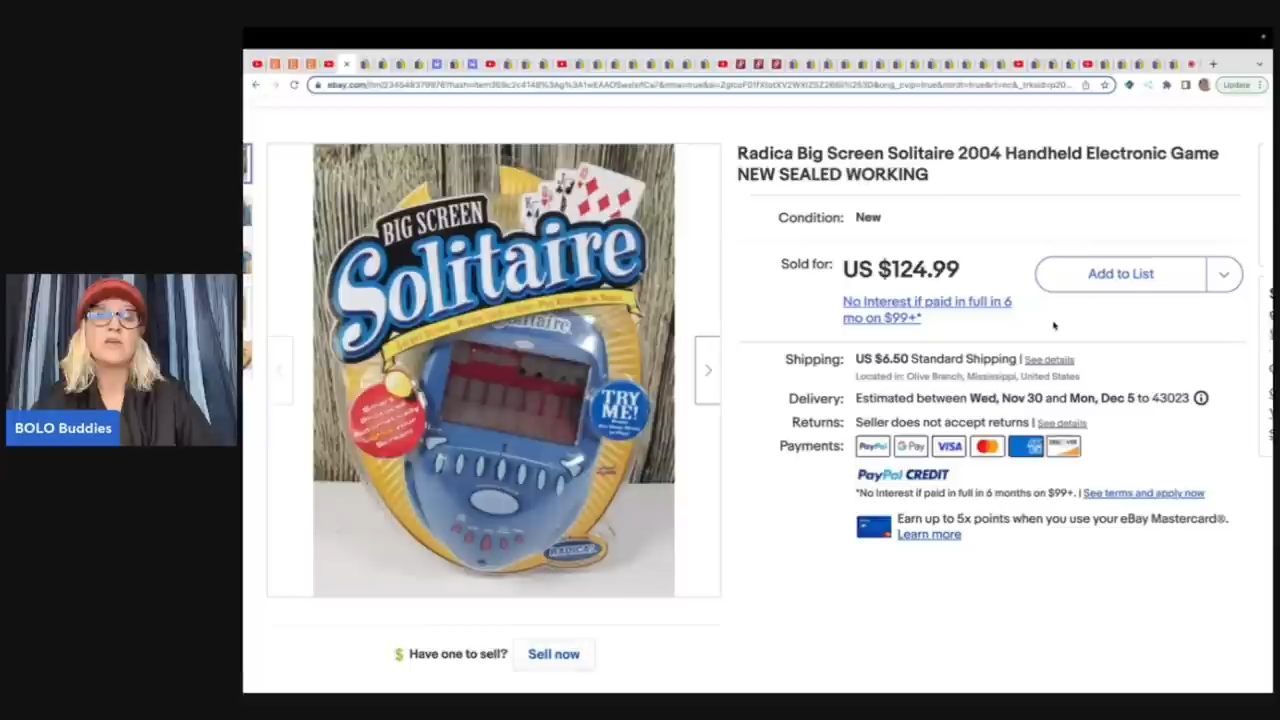 Update
Radica Big Screen Solitaire 2004 Handheld Electronic Game
NEW SEALED WORKING
Condition: New
Sold for: US $124.99
Add to List
No Interest if paid in full in 6
mo on $99+*
Shipping: US $6.50 Standard Shipping | See details
Located in: Olive Branch, Mississippi, United States
Delivery: Estimated between Wed, Nov 30 and Mon, Dec 5 to 43023
Returns: Seller does not accept returns | See details
Payments: PayPal G Pay VISA
PayPal CREDIT
*No Interest if paid in full in 6 months on $99+. | See terms and apply now
Earn up to 5x points when you use your eBay Mastercard®.
Learn more
BIG SCREEN
Solitaire
Solitaire
TRY
ME!
RADICA
BOLO Buddies
$ Have one to sell? Sell now